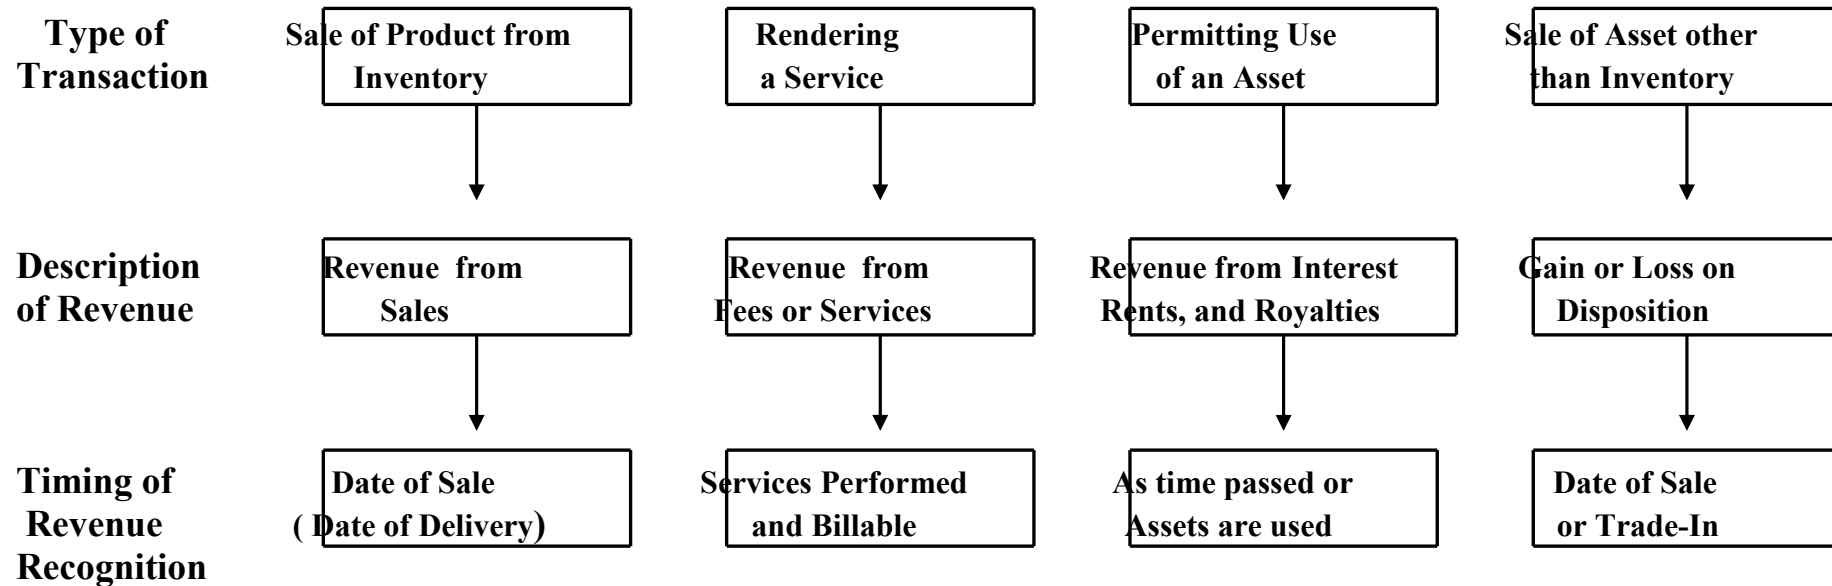 Type of
Transaction
Sale of Product from
Inventory
Rendering
a Service
Permitting Use
of an Asset
Sale of Asset other
than Inventory
Description
of Revenue
Revenue from
Sales
Revenue from
Fees or Services
Revenue from Interest
Rents, and Royalties
Gain or Loss on
Disposition
Timing of
Revenue
Recognition
Date of Sale
( Date of Delivery)
Services Performed
and Billable
As time passed or
Assets are used
Date of Sale
or Trade-In